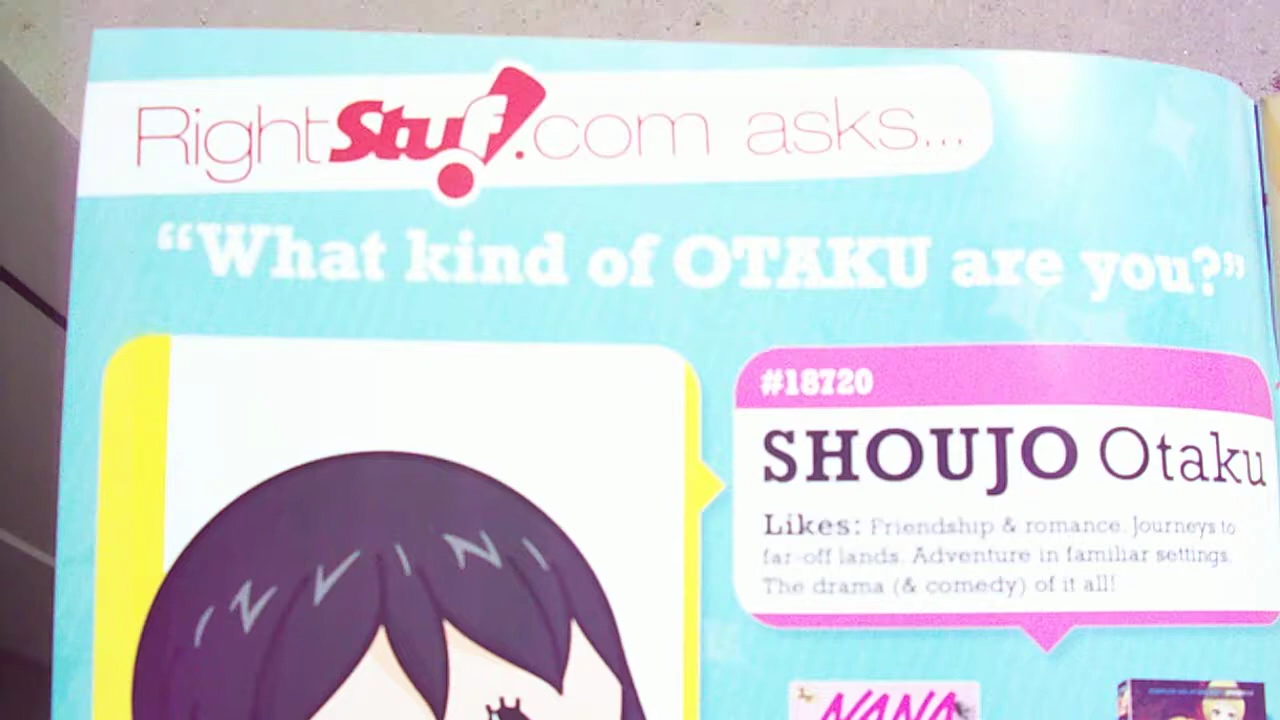 RightStuf!.com asks...
“What kind of OTAKU are you?”
#18720
SHOUJO Otaku
Likes: Friendship & romance. Journeys to
far-off lands. Adventure in familiar settings.
The drama (& comedy) of it all!
NANA